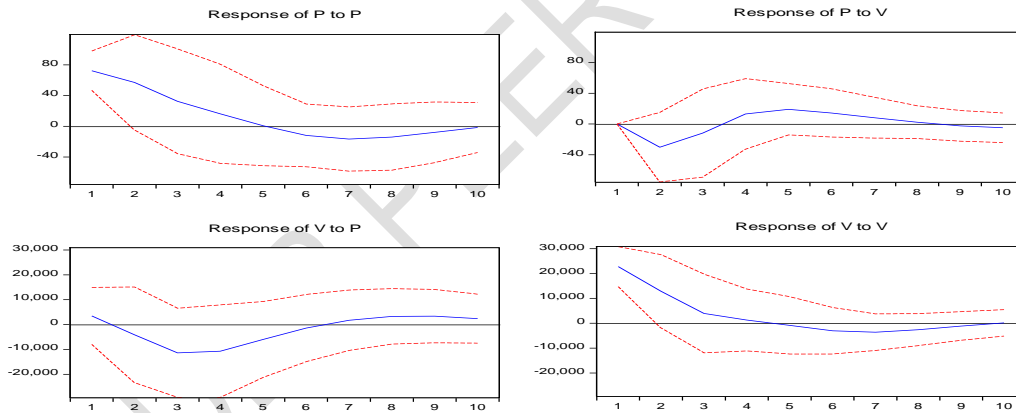 Response of P to P
80
40
0
-40
1 2 3 4 5 6 7 8 9 10
Response of P to V
80
40
0
-40
1 2 3 4 5 6 7 8 9 10
Response of V to P
30,000
20,000
10,000
0
-10,000
-20,000
1 2 3 4 5 6 7 8 9 10
Response of V to V
30,000
20,000
10,000
0
-10,000
-20,000
1 2 3 4 5 6 7 8 9 10